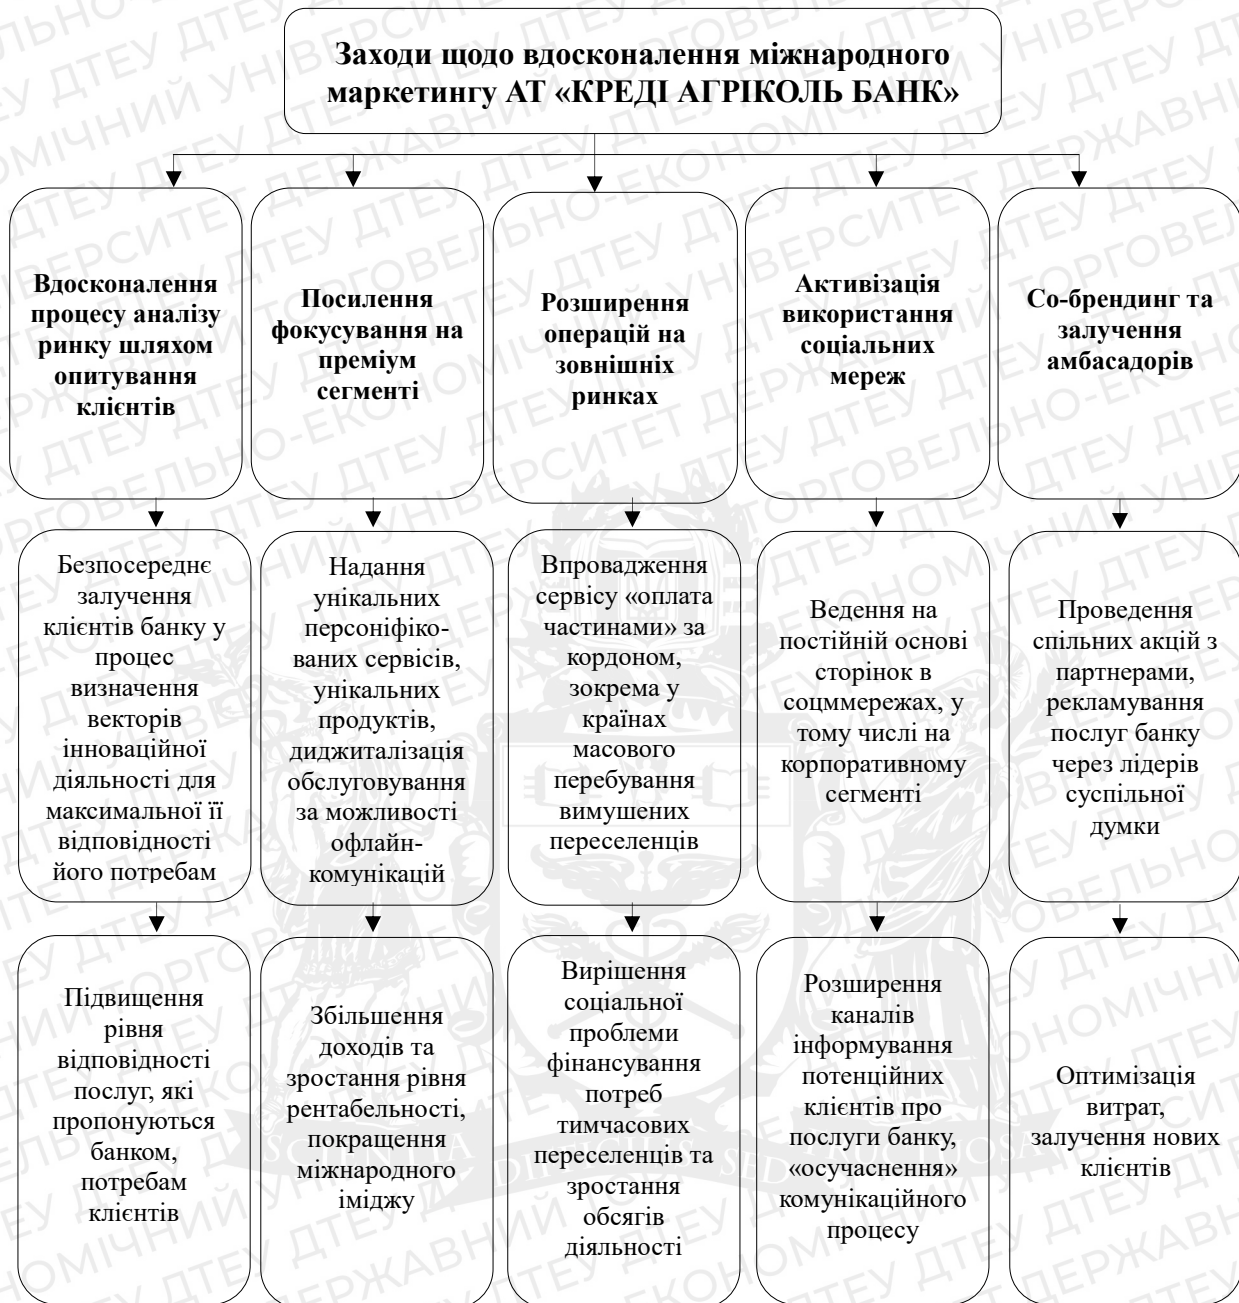 Заходи щодо вдосконалення міжнародного
маркетингу АТ «КРЕДІ АГРІКОЛЬ БАНК»
Вдосконалення
процесу аналізу
ринку шляхом
опитування
клієнтів
Посилення
фокусування на
преміум
сегменті
Розширення
операцій на
зовнішніх
ринках
Активізація
використання
соціальних
мереж
Со-брендинг та
залучення
амбасадорів
Безпосереднє
залучення
клієнтів банку у
процес
визначення
векторів
інноваційної
діяльності для
максимальної її
відповідності
його потребам
Надання
унікальних
персоніфіко-
ваних сервісів,
унікальних
продуктів,
диджиталізація
обслуговування
за можливості
офлайн-
комунікацій
Впровадження
сервісу «оплата
частинами» за
кордоном,
зокрема у
країнах
масового
перебування
вимушених
переселенців
Ведення на
постійній основі
сторінок в
соцммережах, у
тому числі на
корпоративному
сегменті
Проведення
спільних акцій з
партнерами,
рекламування
послуг банку
через лідерів
суспільної
думки
Підвищення
рівня
відповідності
послуг, які
пропонуються
банком,
потребам
клієнтів
Збільшення
доходів та
зростання рівня
рентабельності,
покращення
міжнародного
іміджу
Вирішення
соціальної
проблеми
фінансування
потреб
тимчасових
переселенців та
зростання
обсягів
діяльності
Розширення
каналів
інформування
потенційних
клієнтів про
послуги банку,
«осучаснення»
комунікаційного
процесу
Оптимізація
витрат,
залучення нових
клієнтів